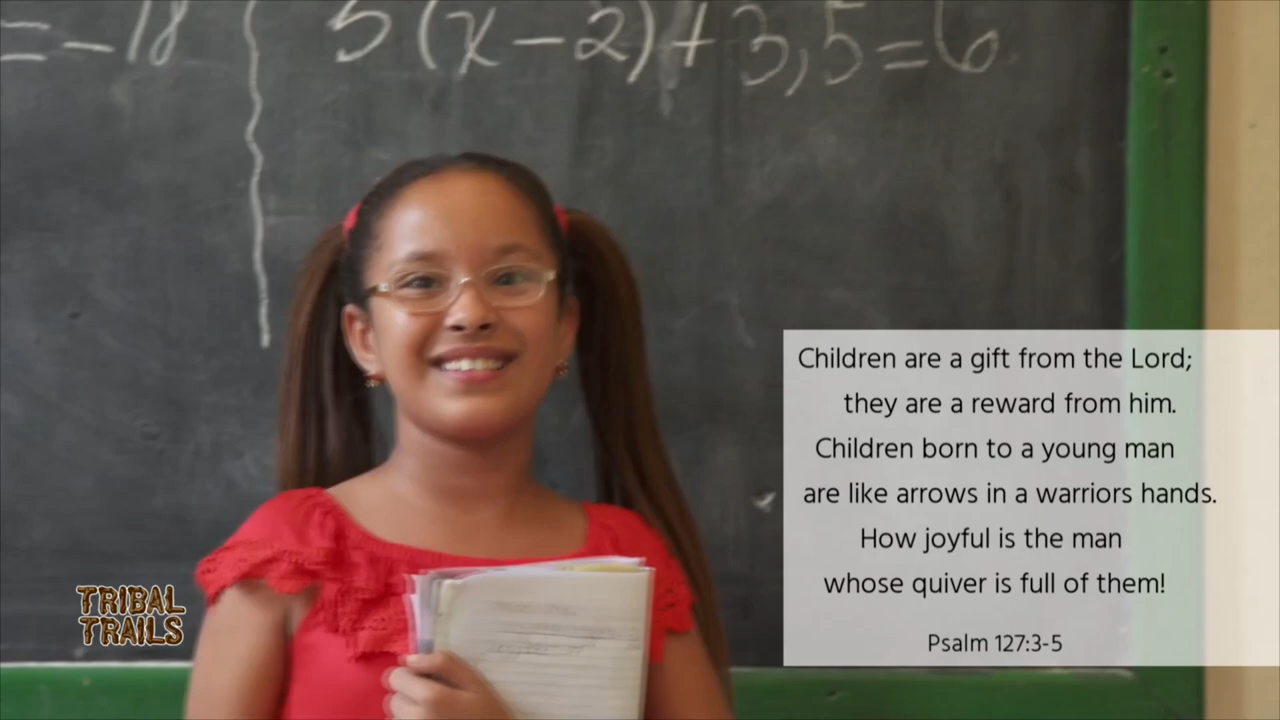 = -18
5(x-2)+3,5=6
Children are a gift from the Lord;
they are a reward from him.
Children born to a young man
are like arrows in a warriors hands.
How joyful is the man
whose quiver is full of them!
Psalm 127:3-5
TRIBAL
TRAILS